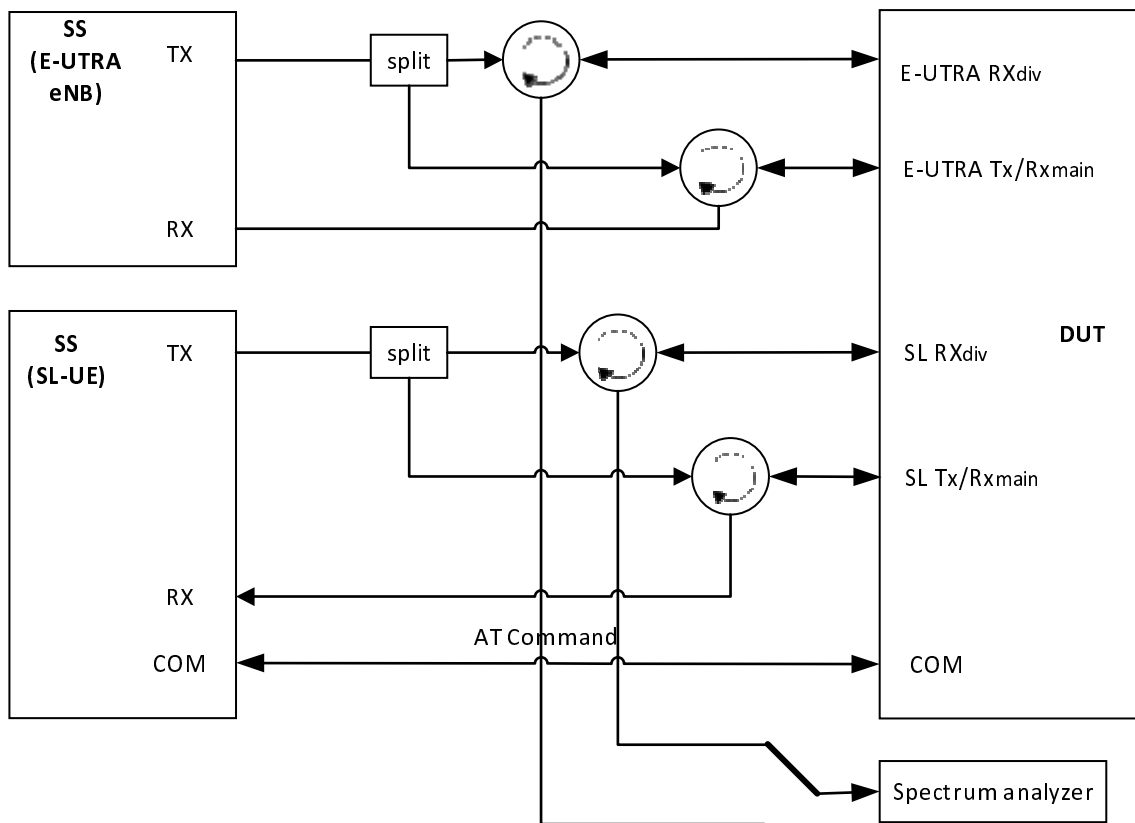 SS
(E-UTRA
eNB)
TX
RX
split
E-UTRA RXdiv
E-UTRA Tx/Rxmain
SS
(SL-UE)
TX
split
RX
COM
AT Command
SL RXdiv
DUT
SL Tx/Rxmain
COM
Spectrum analyzer